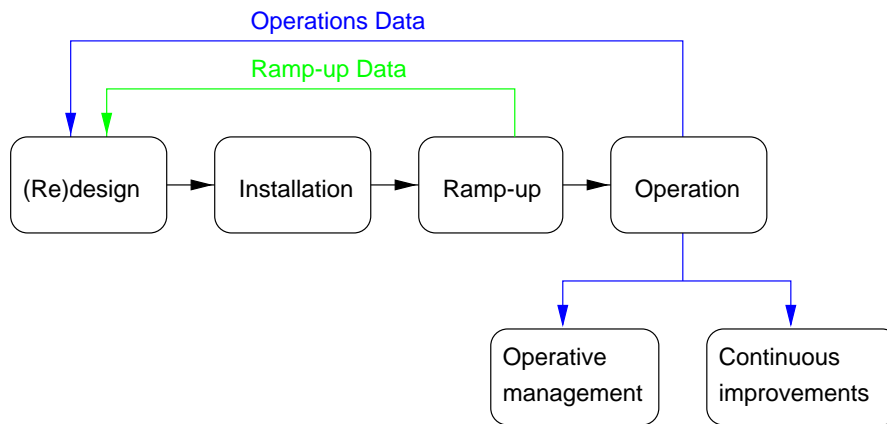 Operations Data
Ramp-up Data
(Re)design
Installation
Ramp-up
Operation
Operative
management
Continuous
improvements